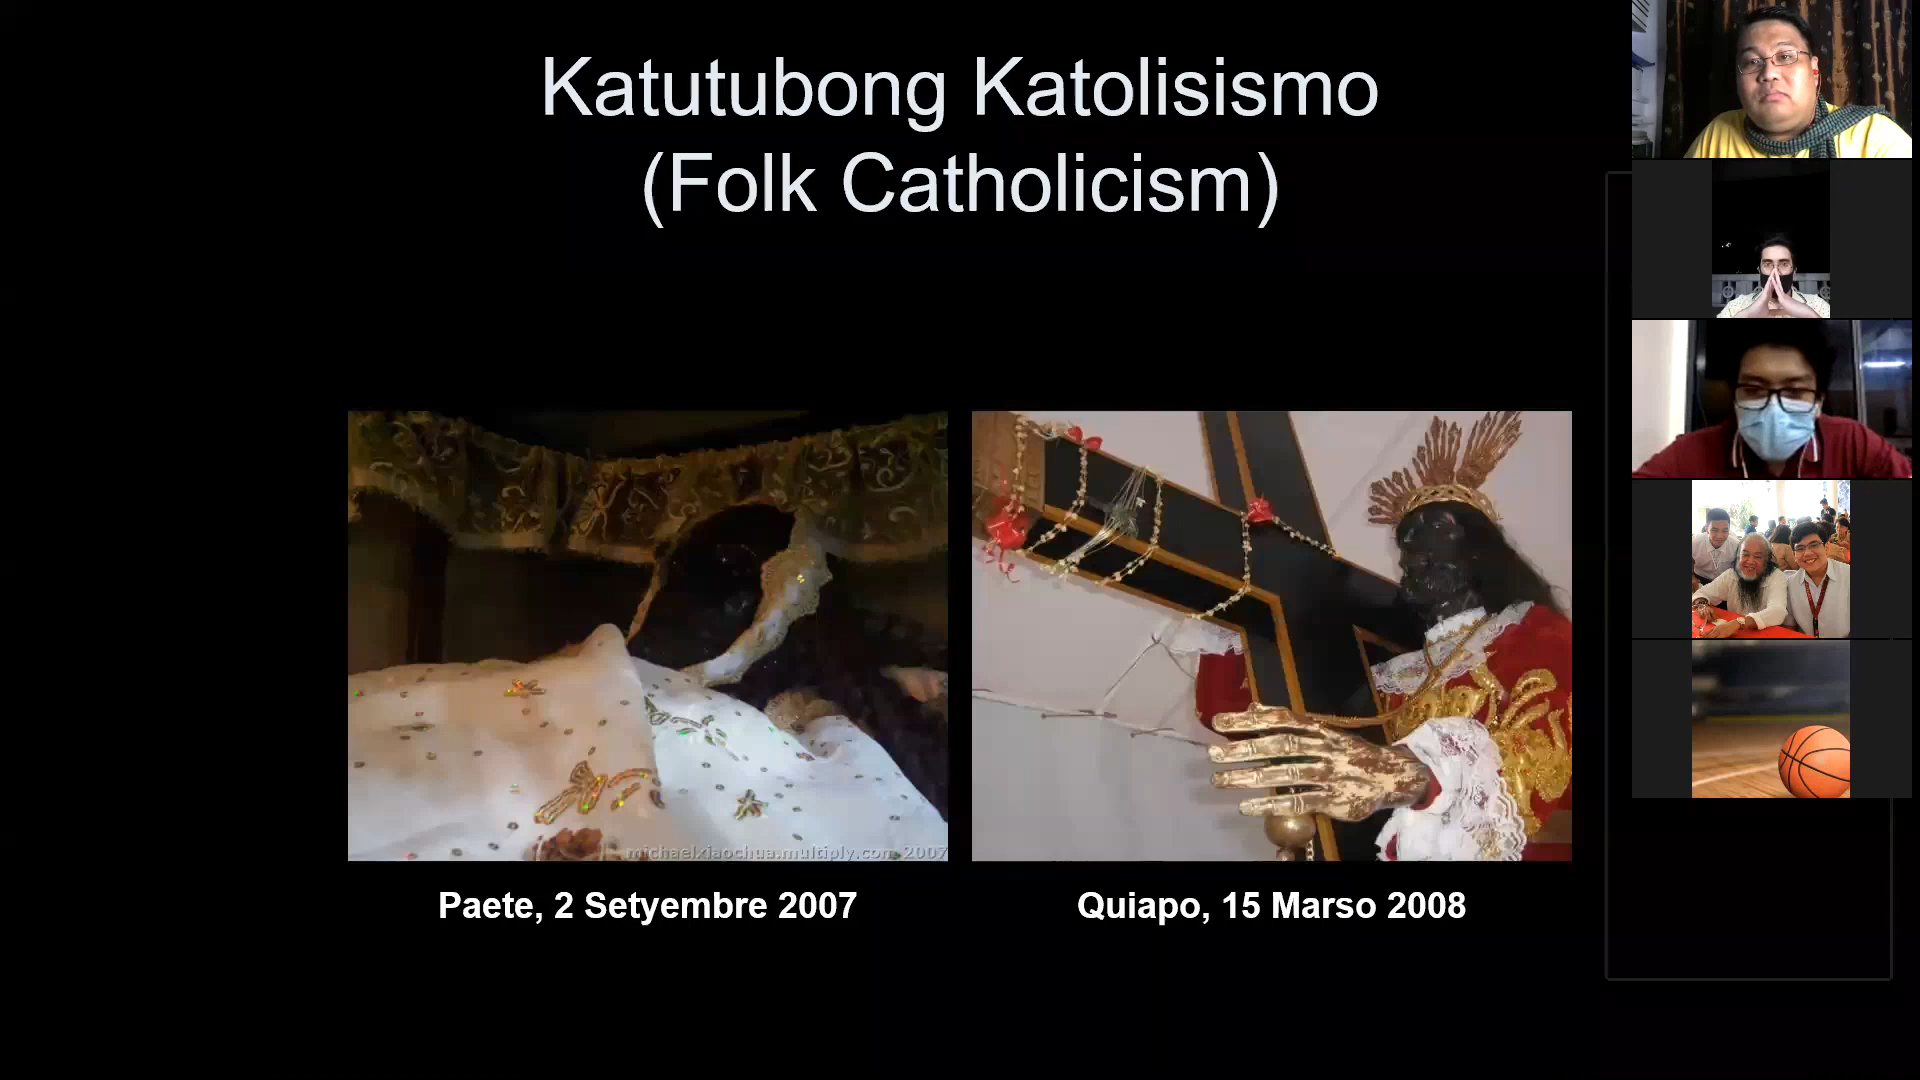 Katutubong Katolisismo
(Folk Catholicism)
michaelxiaochua.multiply.com 2007
Paete, 2 Setyembre 2007
Quiapo, 15 Marso 2008